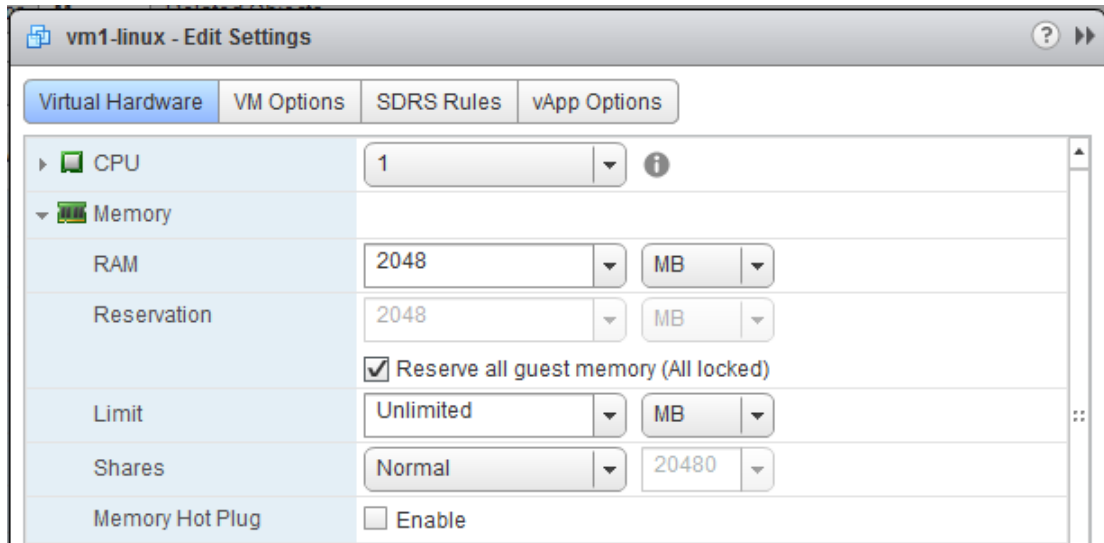 vm1-linux - Edit Settings
Virtual Hardware VM Options SDRS Rules vApp Options
CPU 1
Memory
RAM 2048 MB
Reservation 2048 MB
Reserve all guest memory (All locked)
Limit Unlimited MB
Shares Normal 20480
Memory Hot Plug Enable